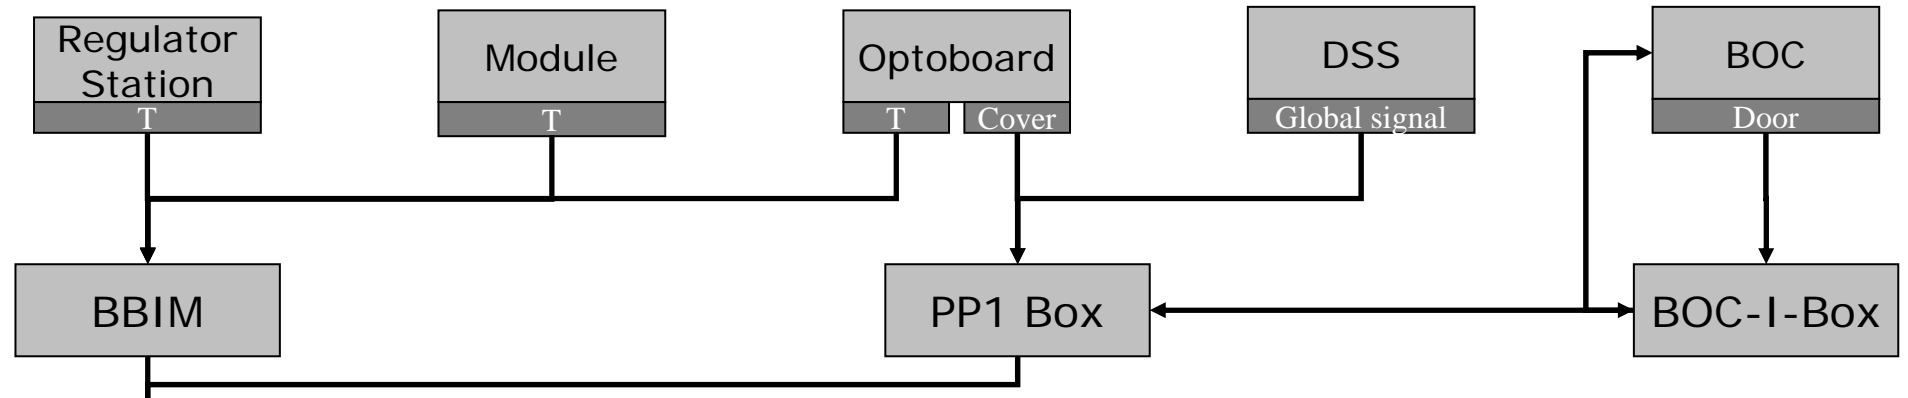 Regulator
Station
T
Module
T
Optoboard
T
Cover
DSS
Global signal
BOC
Door
BBIM
PP1 Box
BOC-I-Box